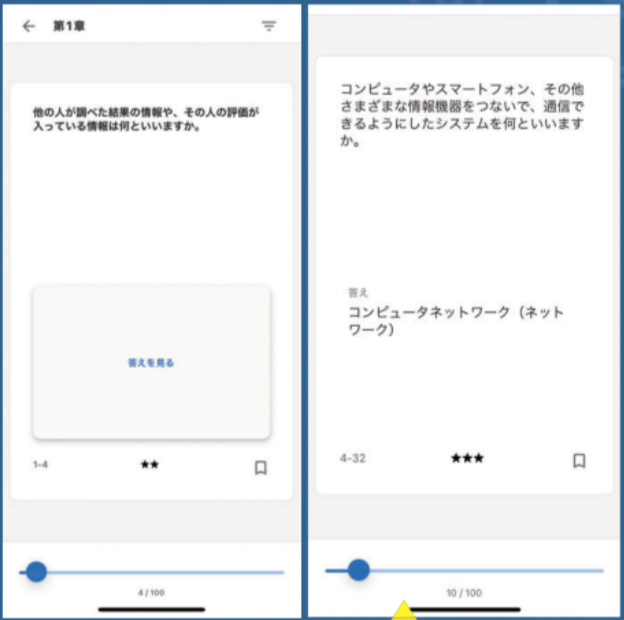 第1章
他の人が調べた結果の情報や、その人の評価が
入っている情報は何といいますか。
答えを見る
1-4
★★
4 / 100
コンピュータやスマートフォン、その他
さまざまな情報機器をつないで、通信で
きるようにしたシステムを何といいます
か。
答え
コンピュータネットワーク（ネット
ワーク）
4-32
★★★
10 / 100